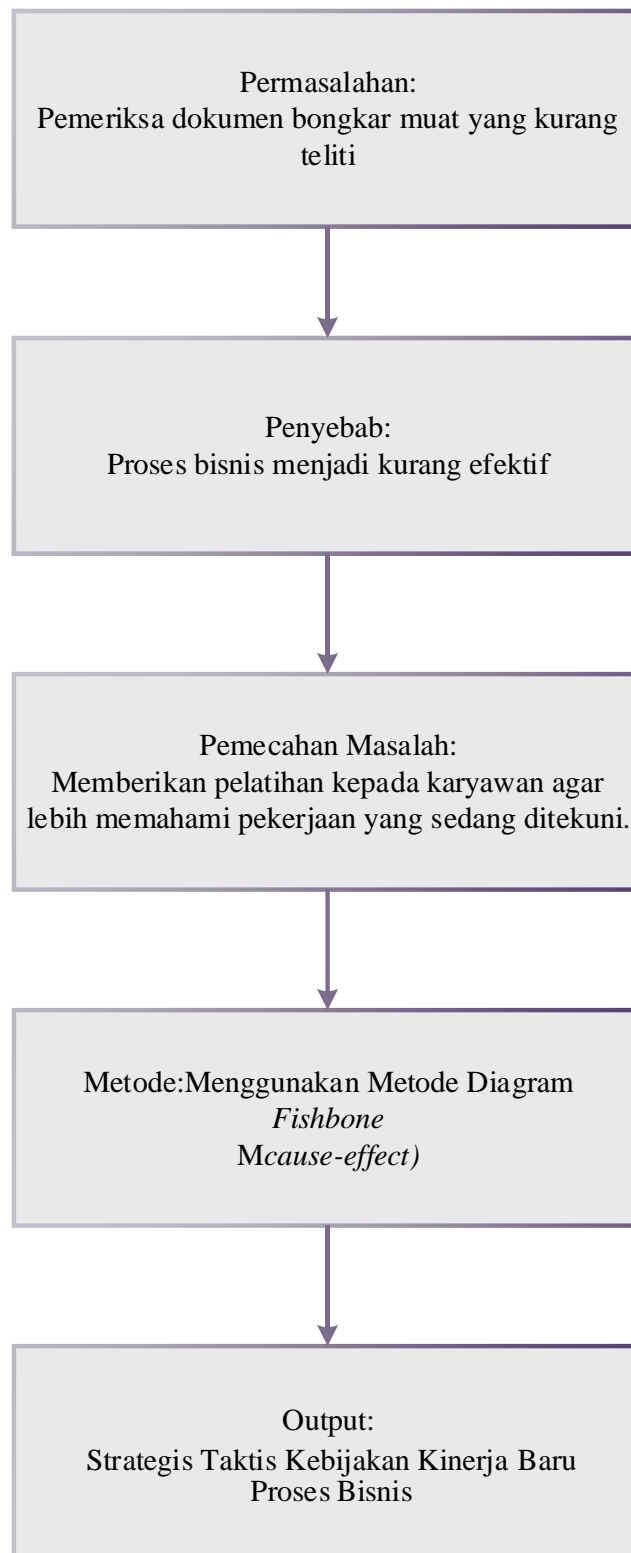 Permasalahan:
Pemeriksa dokumen bongkar muat yang kurang
teliti
Penyebab:
Proses bisnis menjadi kurang efektif
Pemecahan Masalah:
Memberikan pelatihan kepada karyawan agar
lebih memahami pekerjaan yang sedang ditekuni.
Metode:Menggunakan Metode Diagram
Fishbone
Mcause-effect)
Output:
Strategis Taktis Kebijakan Kinerja Baru
Proses Bisnis